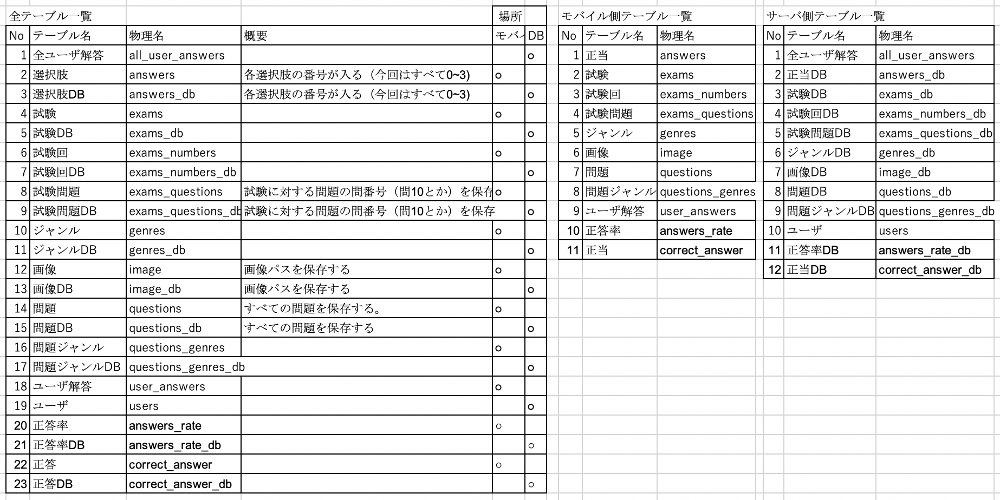 全テーブル一覧 場所
No テーブル名 物理名 概要 モバイ DB
1 全ユーザ解答 all_user_answers o
2 選択肢 answers 各選択肢の番号が入る（今回はすべて0~3) o
3 選択肢DB answers_db 各選択肢の番号が入る（今回はすべて0~3) o
4 試験 exams o
5 試験DB exams_db o
6 試験回 exams_numbers o
7 試験回DB exams_numbers_db o
8 試験問題 exams_questions 試験に対する問題の問番号（問10とか）を保存 o
9 試験問題DB exams_questions_db 試験に対する問題の問番号（問10とか）を保存 o
10 ジャンル genres o
11 ジャンルDB genres_db o
12 画像 image 画像パスを保存する o
13 画像DB image_db 画像パスを保存する o
14 問題 questions すべての問題を保存する。 o
15 問題DB questions_db すべての問題を保存する o
16 問題ジャンル questions_genres o
17 問題ジャンルDB questions_genres_db o
18 ユーザ解答 user_answers o
19 ユーザ users o
20 正答率 answers_rate ○
21 正答率DB answers_rate_db ○
22 正答 correct_answer ○
23 正答DB correct_answer_db ○
モバイル側テーブル一覧
No テーブル名 物理名
1 正当 answers
2 試験 exams
3 試験回 exams_numbers
4 試験問題 exams_questions
5 ジャンル genres
6 画像 image
7 問題 questions
8 問題ジャンル questions_genres
9 ユーザ解答 user_answers
10 正答率 answers_rate
11 正当 correct_answer
サーバ側テーブル一覧
No テーブル名 物理名
1 全ユーザ解答 all_user_answers
2 正当DB answers_db
3 試験DB exams_db
4 試験回DB exams_numbers_db
5 試験問題DB exams_questions_db
6 ジャンルDB genres_db
7 画像DB image_db
8 問題DB questions_db
9 問題ジャンルDB questions_genres_db
10 ユーザ users
11 正答率DB answers_rate_db
12 正当DB correct_answer_db